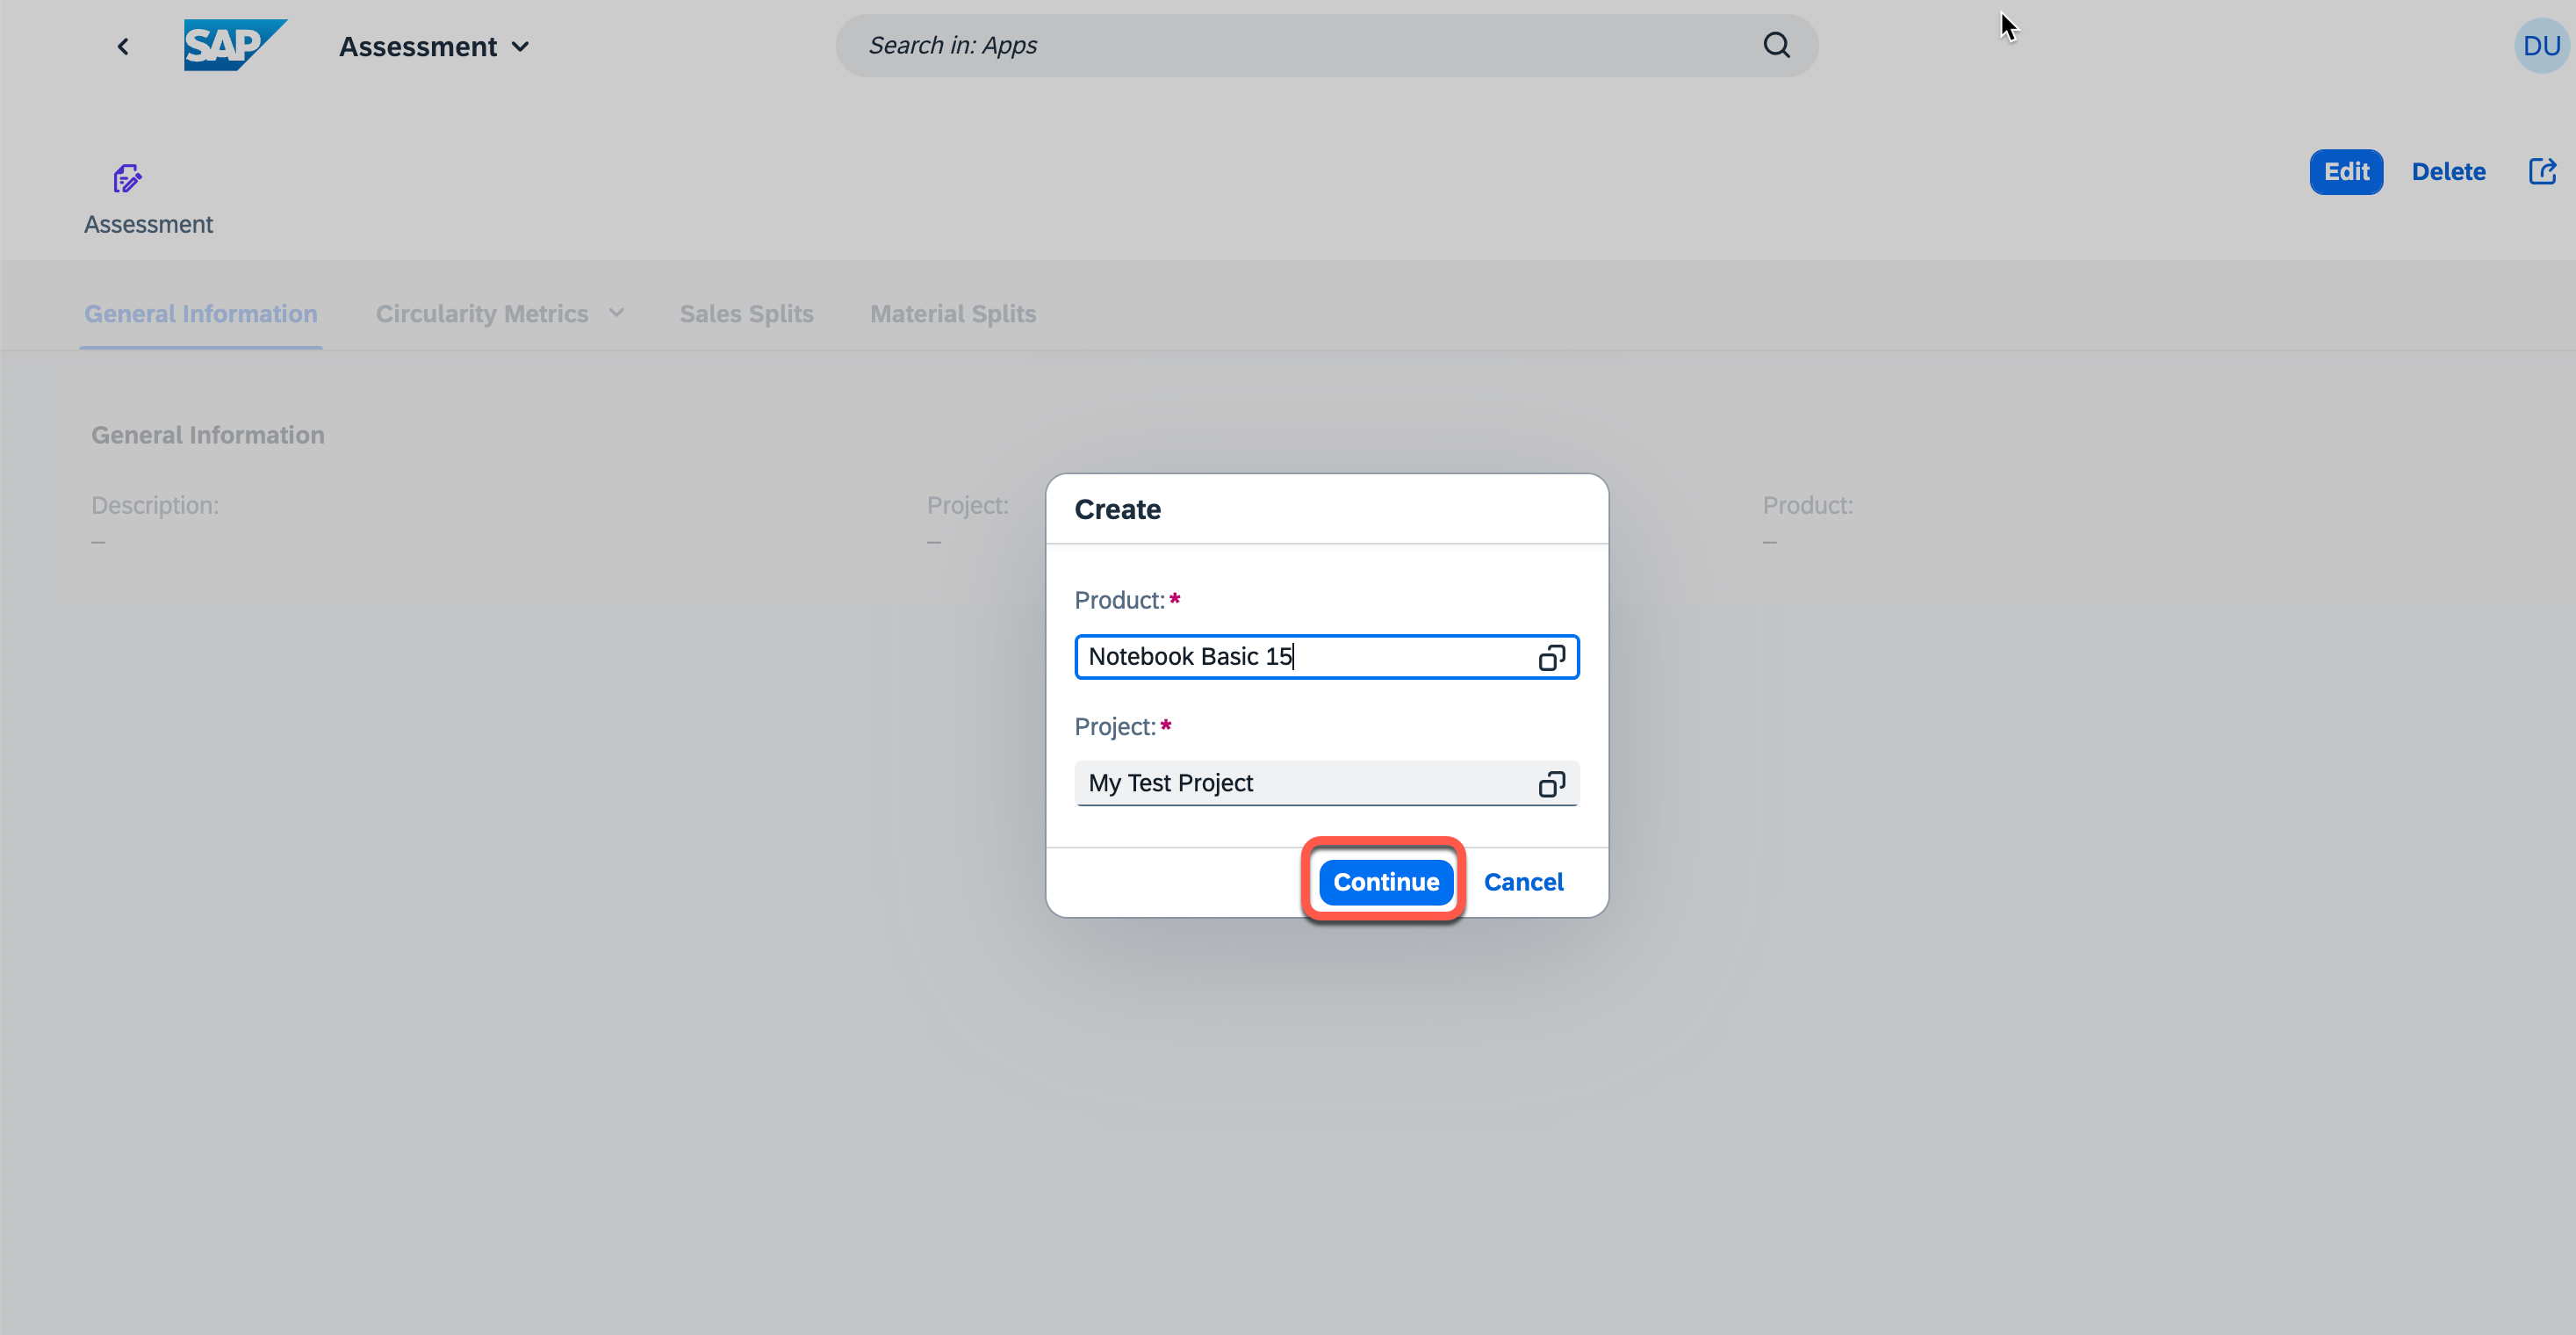 SAP
Assessment
Search in: Apps
DU
Assessment
Edit
Delete
General Information
Circularity Metrics
Sales Splits
Material Splits
General Information
Description:
–
Project:
–
Product:
–
Create
Product:*
Notebook Basic 15
Project:*
My Test Project
Continue
Cancel